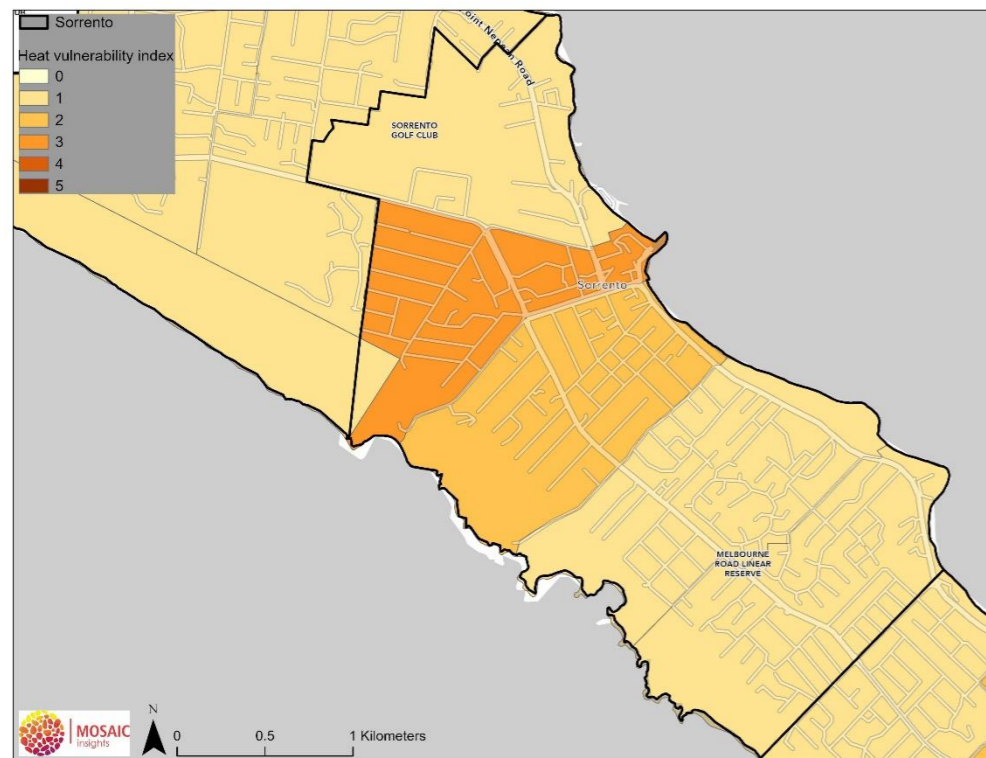 Sorrento
Heat vulnerability index
0
1
2
3
4
5
Point Nepean Road
SORRENTO
GOLF CLUB
Sorrento
MELBOURNE
ROAD LINEAR
RESERVE
MOSAIC
insights
N
0 0.5 1 Kilometers